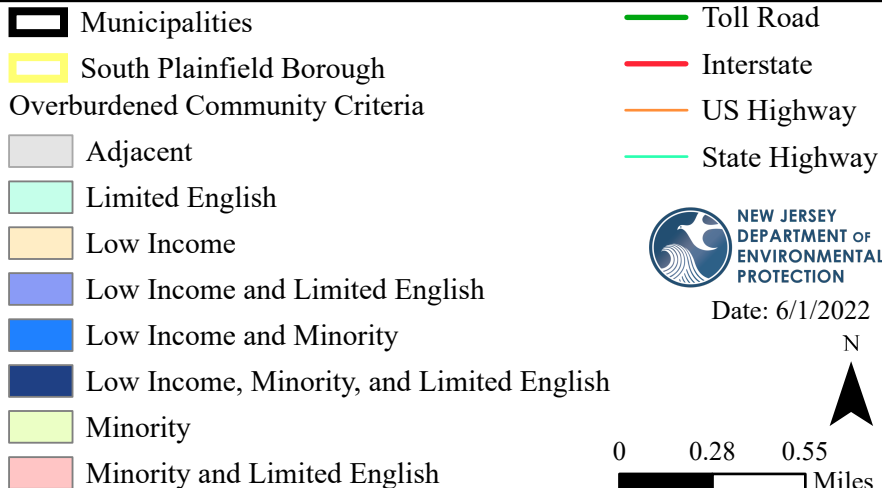 Municipalities
South Plainfield Borough
Overburdened Community Criteria
Adjacent
Limited English
Low Income
Low Income and Limited English
Low Income and Minority
Low Income, Minority, and Limited English
Minority
Minority and Limited English
Toll Road
Interstate
US Highway
State Highway
NEW JERSEY
DEPARTMENT OF
ENVIRONMENTAL
PROTECTION
Date: 6/1/2022
N
0 0.28 0.55
Miles